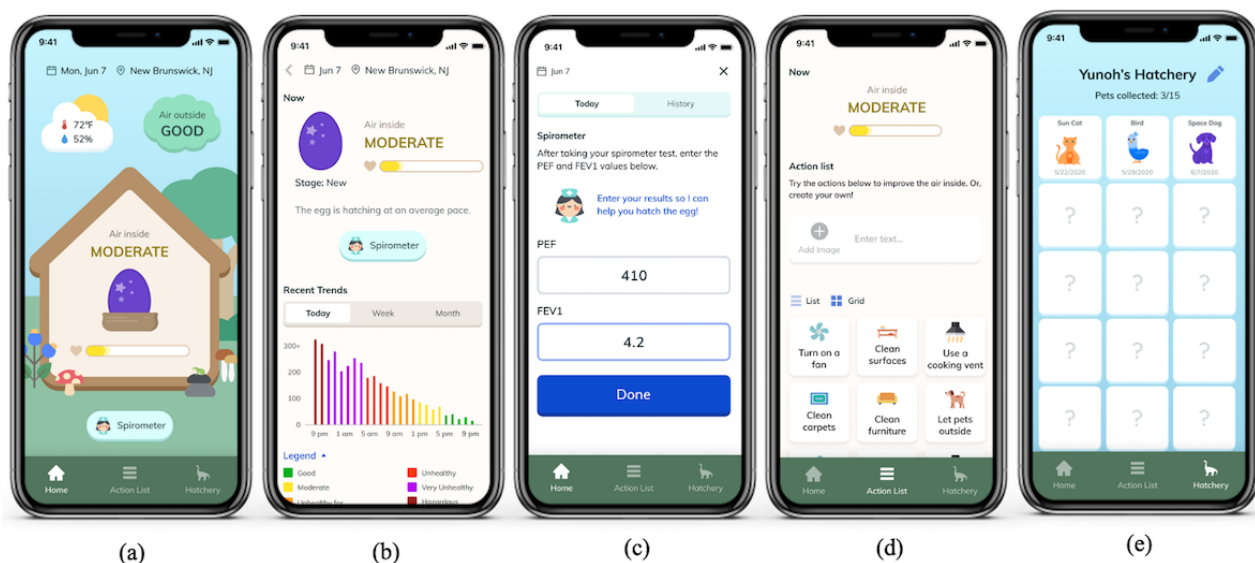 9:41
Mon, Jun 7 New Brunswick, NJ
72°F
52%
Air outside
GOOD
Air inside
MODERATE
Spirometer
Home Action List Hatchery
(a)
9:41
Jun 7 New Brunswick, NJ
Now
Air inside
MODERATE
Stage: New
The egg is hatching at an average pace.
Spirometer
Recent Trends
Today Week Month
300+
200
100
0
9 pm 1 am 5 am 9 am 1 pm 5 pm 9 pm
Legend
Good Unhealthy
Moderate Very Unhealthy
Unhealthy for Hazardous
Home Action List Hatchery
(b)
9:41
Jun 7
Today History
Spirometer
After taking your spirometer test, enter the
PEF and FEV1 values below.
Enter your results so I can
help you hatch the egg!
PEF
410
FEV1
4.2
Done
Home Action List Hatchery
(c)
9:41
Now
Air inside
MODERATE
Action list
Try the actions below to improve the air inside. Or,
create your own!
Add Image Enter text...
List Grid
Turn on a
fan
Clean
surfaces
Use a
cooking vent
Clean
carpets
Clean
furniture
Let pets
outside
Home Action List Hatchery
(d)
9:41
Yunoh's Hatchery
Pets collected: 3/15
Sun Cat Bird Space Dog
5/22/2020 5/29/2020 6/7/2020
? ? ?
? ? ?
? ? ?
? ? ?
Home Action List Hatchery
(e)